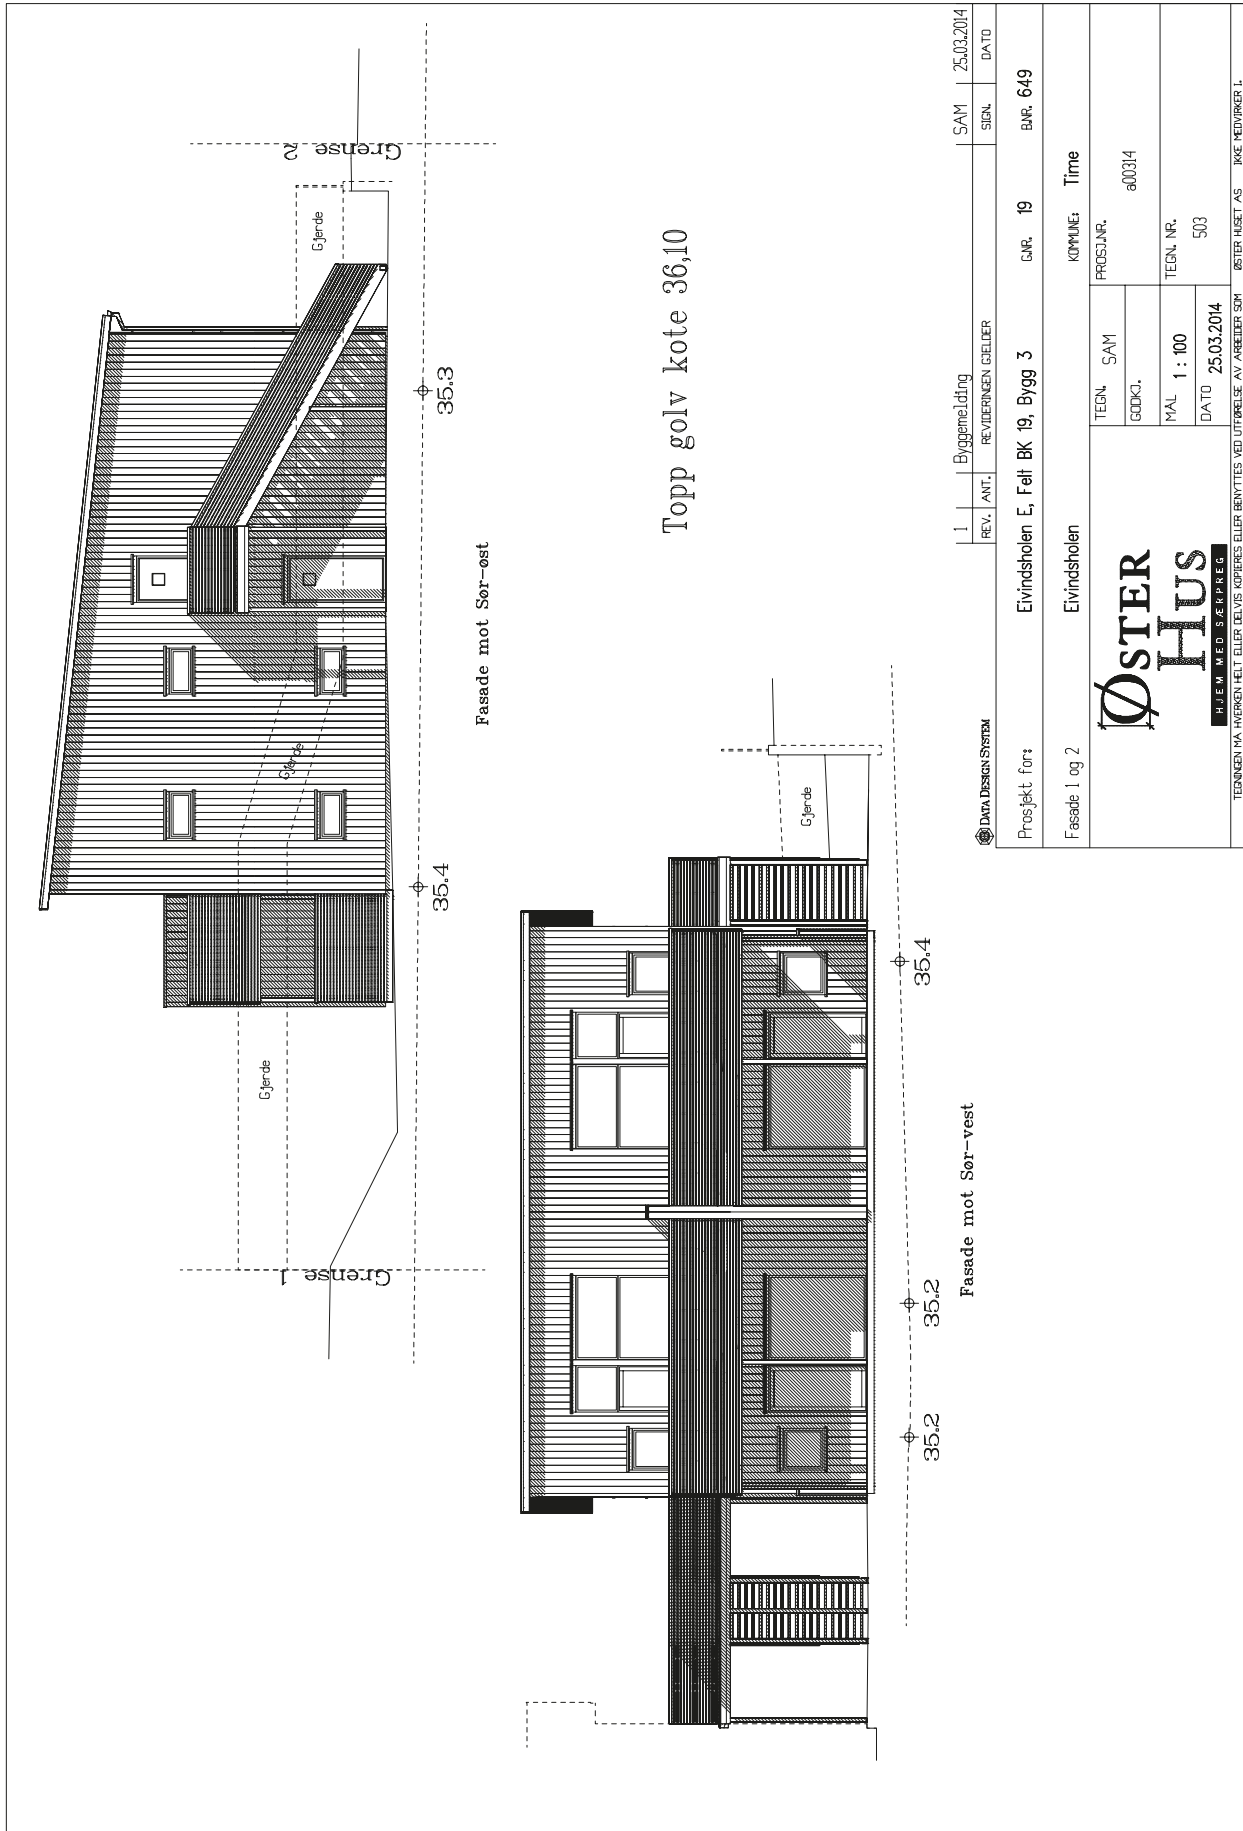 Grense 2
Gjerde
35.3
Gjerde
35.4
Gjerde
Grense 1
Fasade mot Sør-øst
Topp golv kote 36,10
Gjerde
35.4
35.2
35.2
Fasade mot Sør-vest
1 Byggemelding SAM 25.03.2014
REV. ANT. REVIDERINGEN GJELDER SIGN. DATO
DATA DESIGN SYSTEM
Prosjekt for: Eivindsholen E, Felt BK 19, Bygg 3 G.NR. 19 B.NR. 649
Fasade 1 og 2 Eivindsholen KOMMUNE: Time
ØSTER
HUS
HJEM MED SÆRPREG
TEGN. SAM
GODKJ.
MÅL 1 : 100
DATO 25.03.2014
PROSJ.NR.
a00314
TEGN. NR.
503
TEGNINGEN MÅ HVERKEN HELT ELLER DELVIS KOPIERES ELLER BENYTTES VED UTFØRELSE AV ARBEIDER SOM ØSTER HUSET AS IKKE MEDVIRKER I.